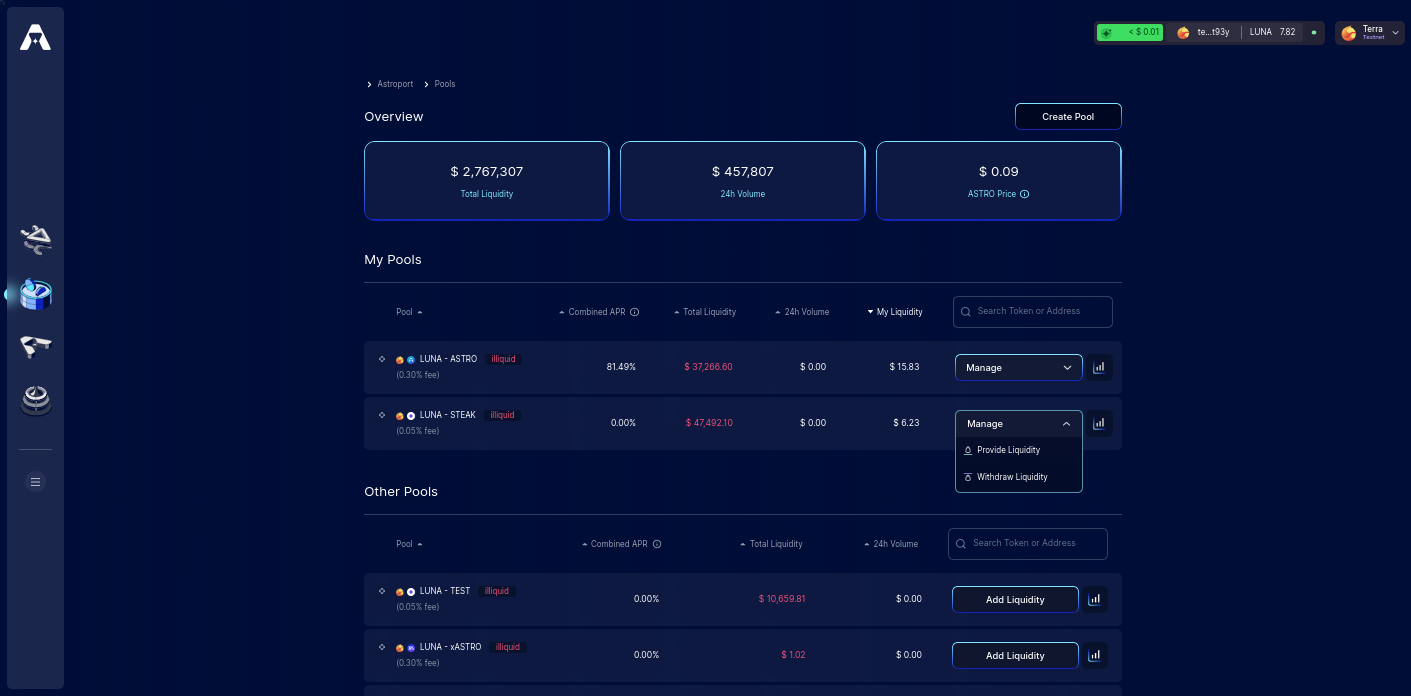 < $ 0.01 te...t93y LUNA 7.82 Terra
Testnet
Astroport Pools
Overview Create Pool
$ 2,767,307 $ 457,807 $ 0.09
Total Liquidity 24h Volume ASTRO Price
My Pools
Pool Combined APR Total Liquidity 24h Volume My Liquidity Search Token or Address
LUNA - ASTRO illiquid 81.49% $ 37,266.60 $ 0.00 $ 15.83 Manage
(0.30% fee)
LUNA - STEAK illiquid 0.00% $ 47,492.10 $ 0.00 $ 6.23 Manage
(0.05% fee)
Provide Liquidity
Withdraw Liquidity
Other Pools
Pool Combined APR Total Liquidity 24h Volume Search Token or Address
LUNA - TEST illiquid 0.00% $ 10,659.81 $ 0.00 Add Liquidity
(0.05% fee)
LUNA - xASTRO illiquid 0.00% $ 1.02 $ 0.00 Add Liquidity
(0.30% fee)